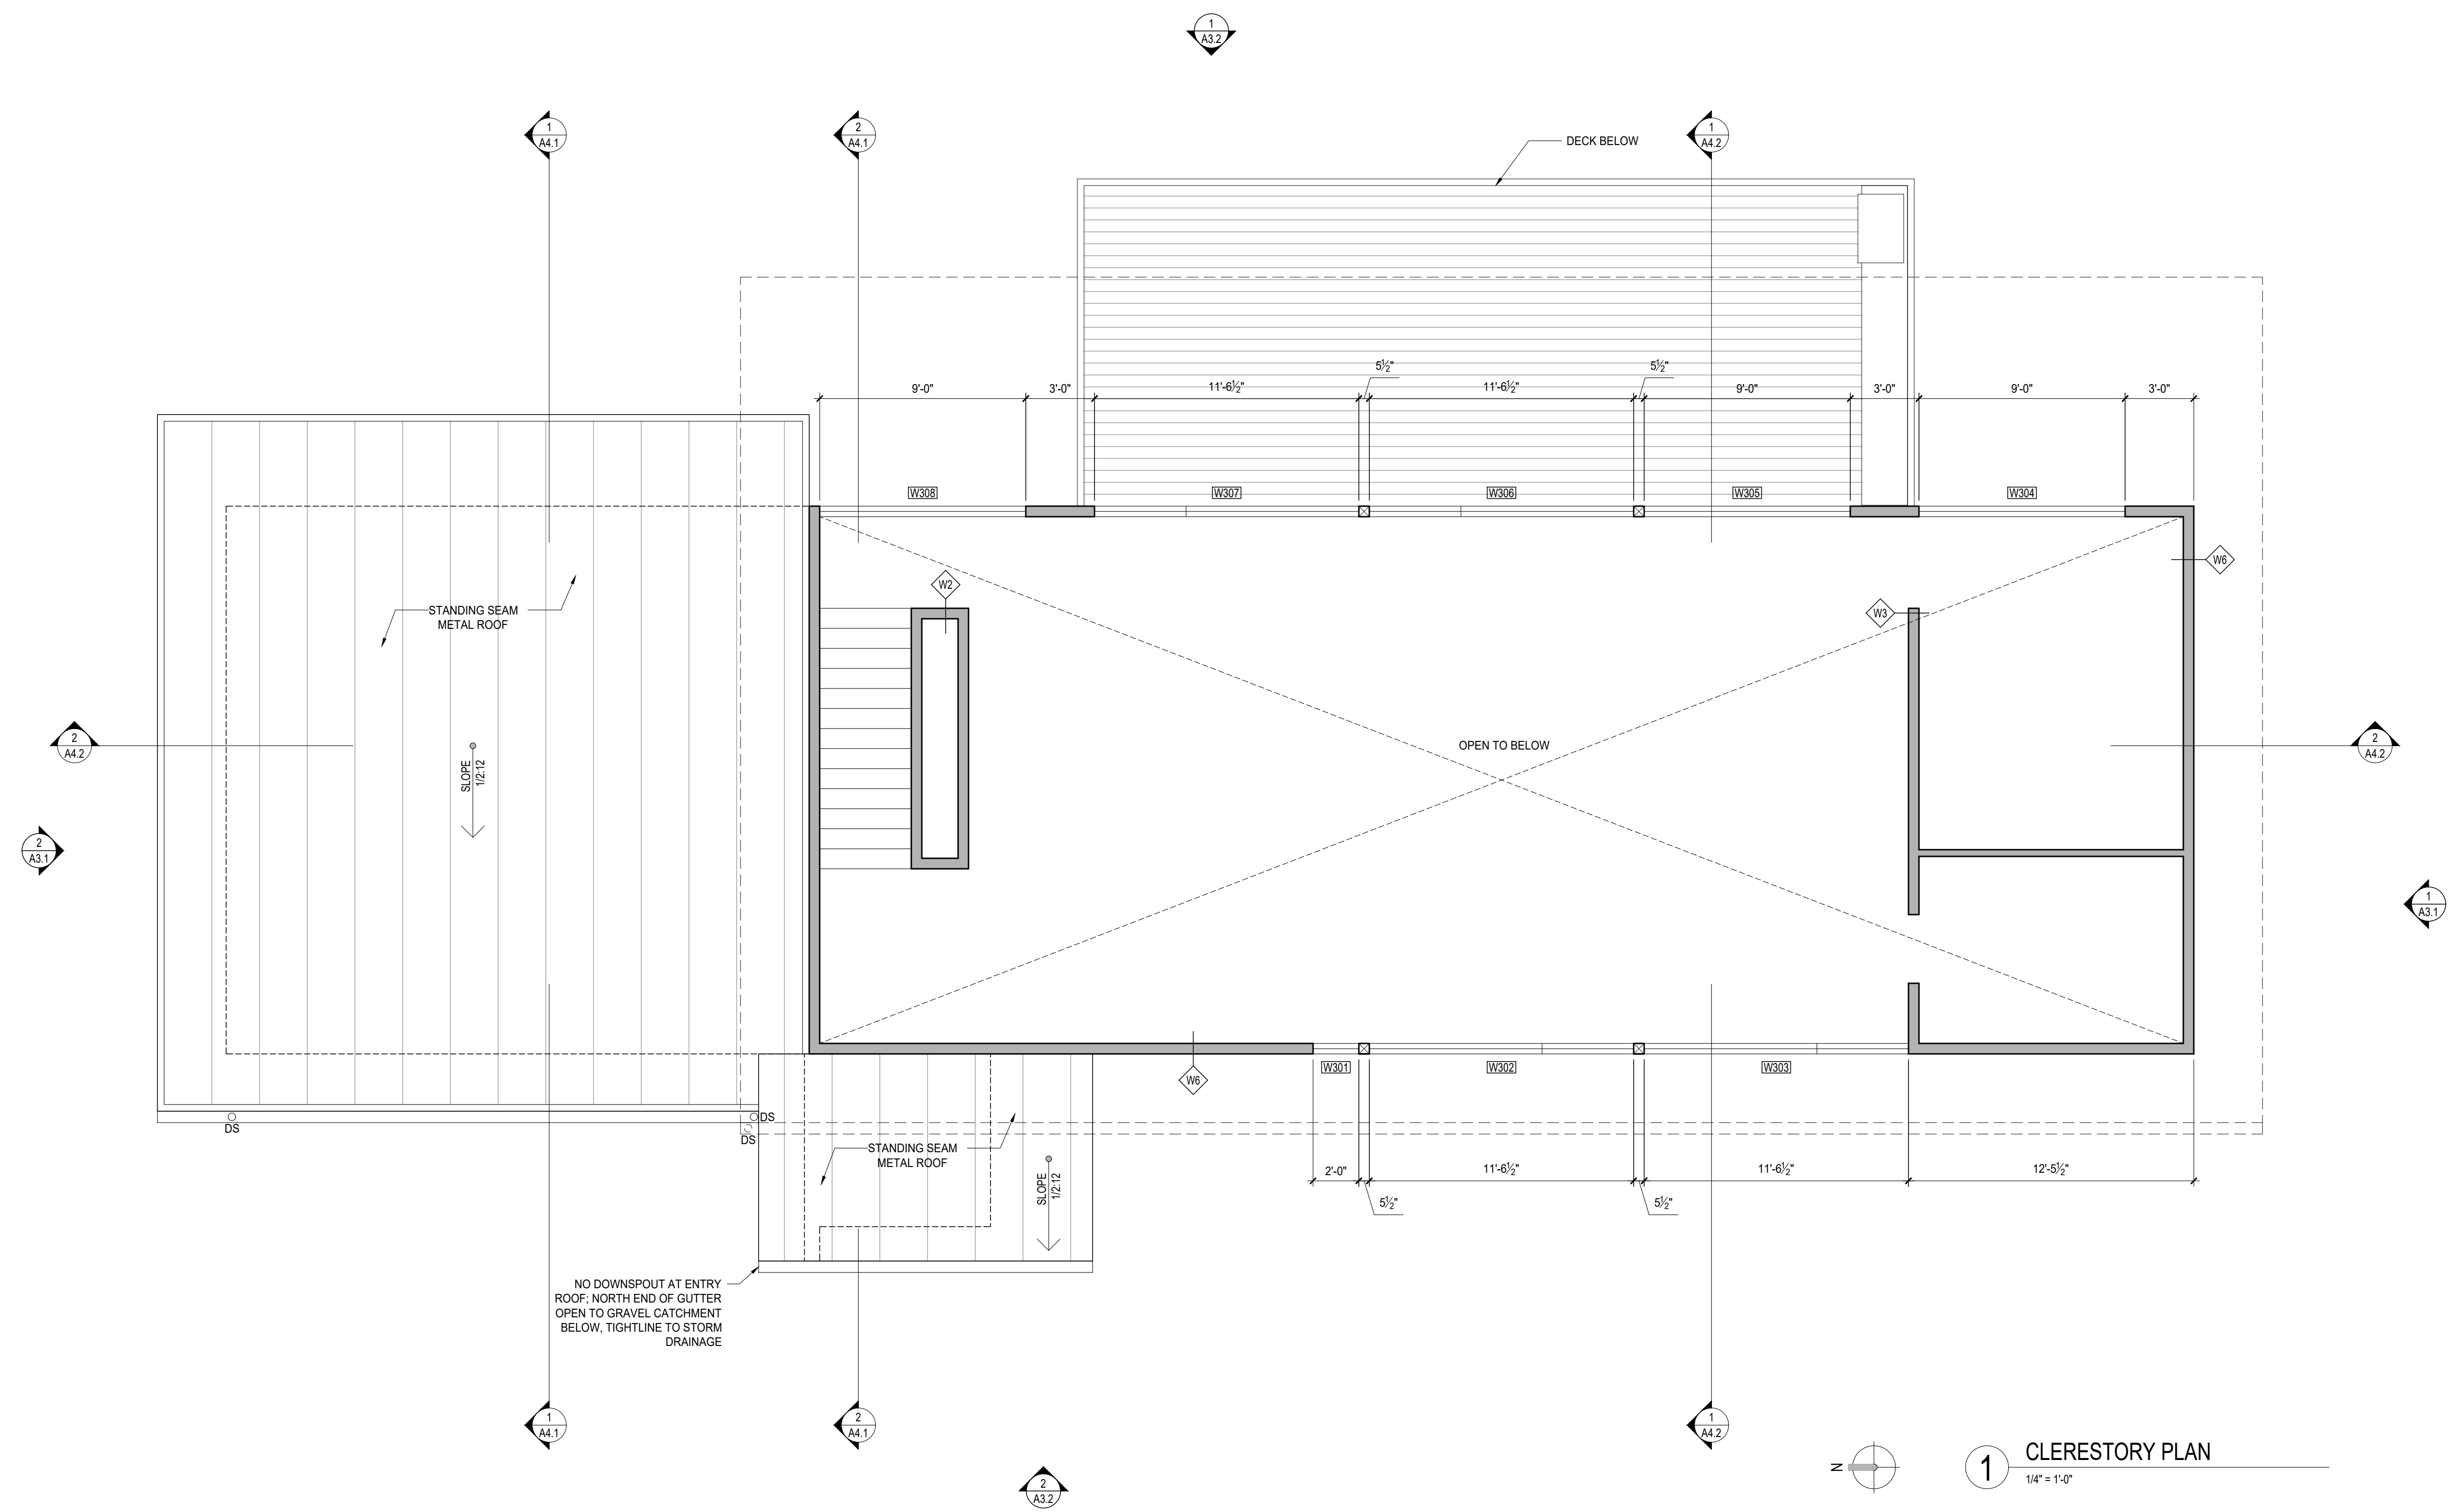 1
A3.2
1
A4.1
2
A4.1
1
A4.2
DECK BELOW
5½"
5½"
9'-0"
3'-0"
11'-6½"
11'-6½"
9'-0"
3'-0"
9'-0"
3'-0"
W308
W307
W306
W305
W304
W6
W2
W3
STANDING SEAM
METAL ROOF
OPEN TO BELOW
2
A4.2
2
A4.2
SLOPE
1/2:12
2
A3.1
1
A3.1
W301
W302
W303
W6
DS
DS
DS
STANDING SEAM
METAL ROOF
SLOPE
1/2:12
2'-0"
11'-6½"
11'-6½"
12'-5½"
5½"
5½"
NO DOWNSPOUT AT ENTRY
ROOF; NORTH END OF GUTTER
OPEN TO GRAVEL CATCHMENT
BELOW, TIGHTLINE TO STORM
DRAINAGE
1
A4.1
2
A4.1
1
A4.2
2
A3.2
N
1
CLERESTORY PLAN
1/4" = 1'-0"